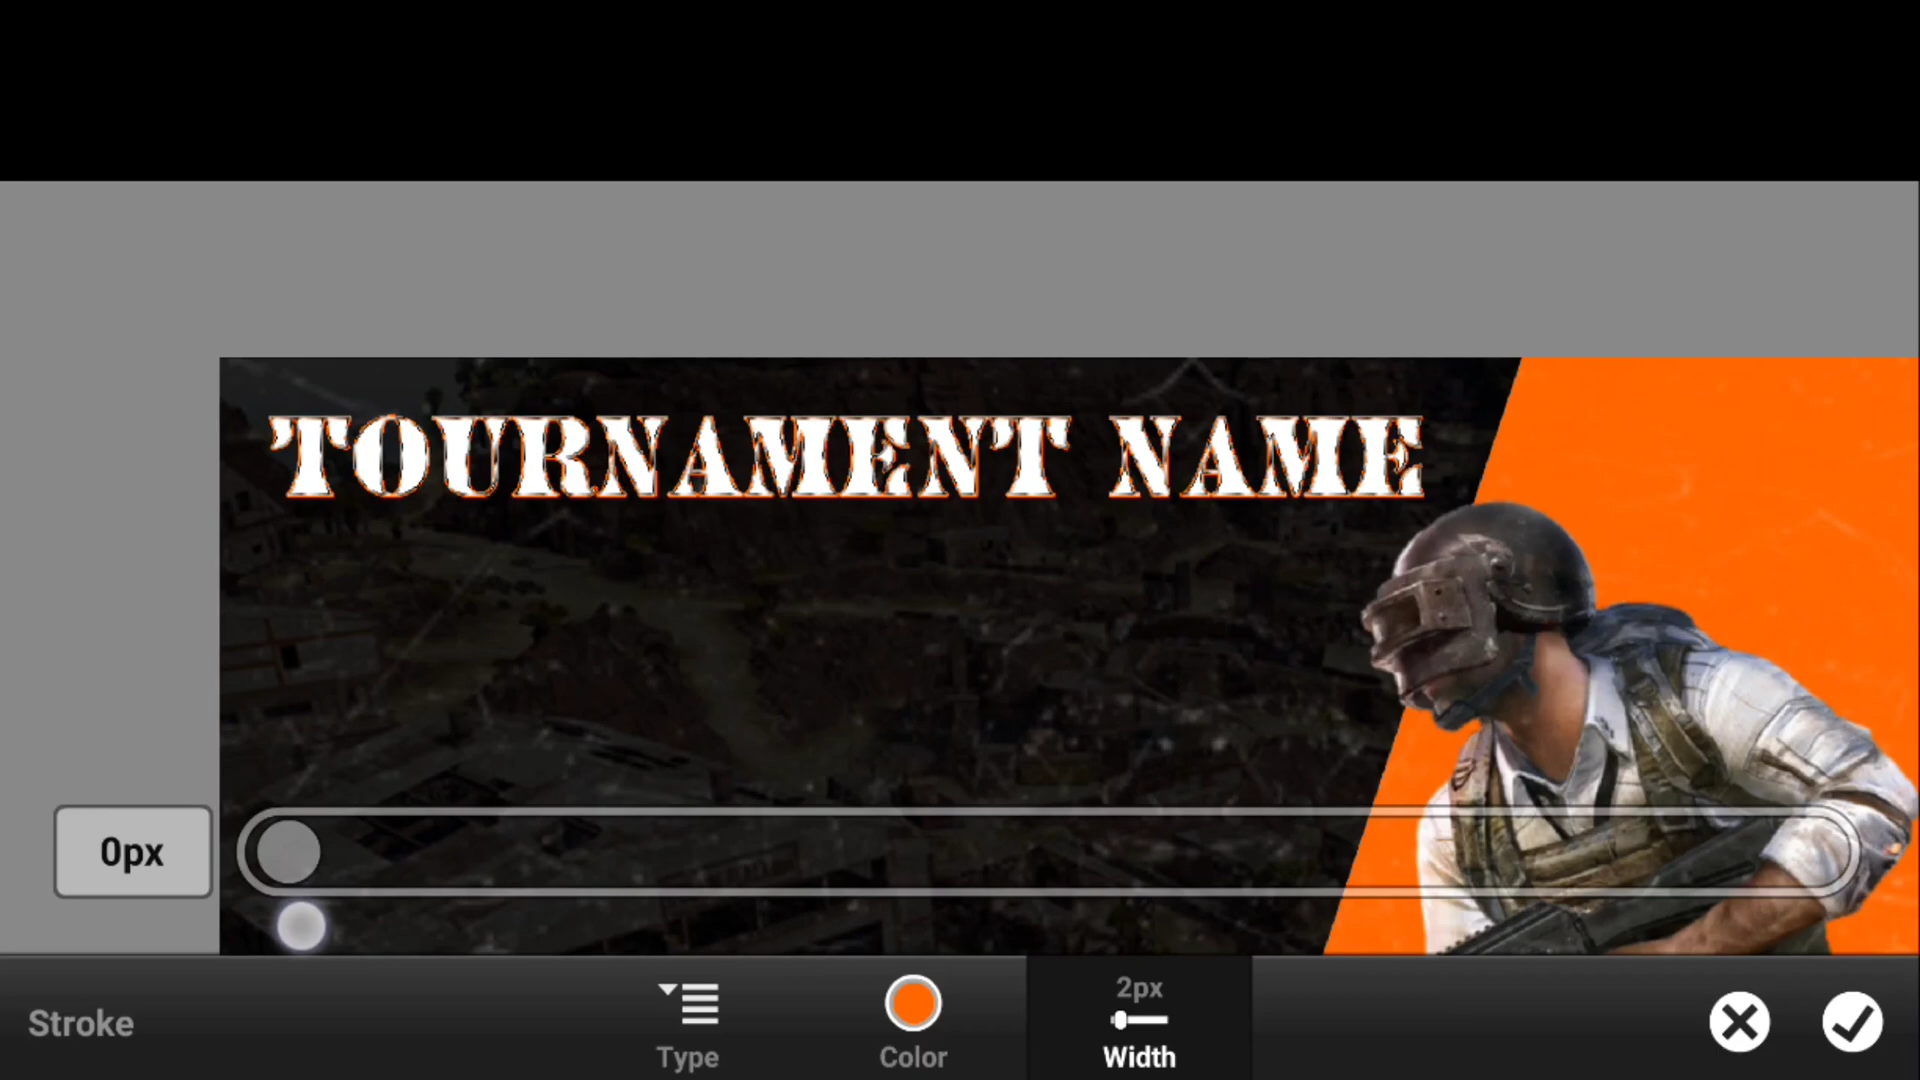 TOURNAMENT NAME
0px
Stroke
Type
Color
2px
Width